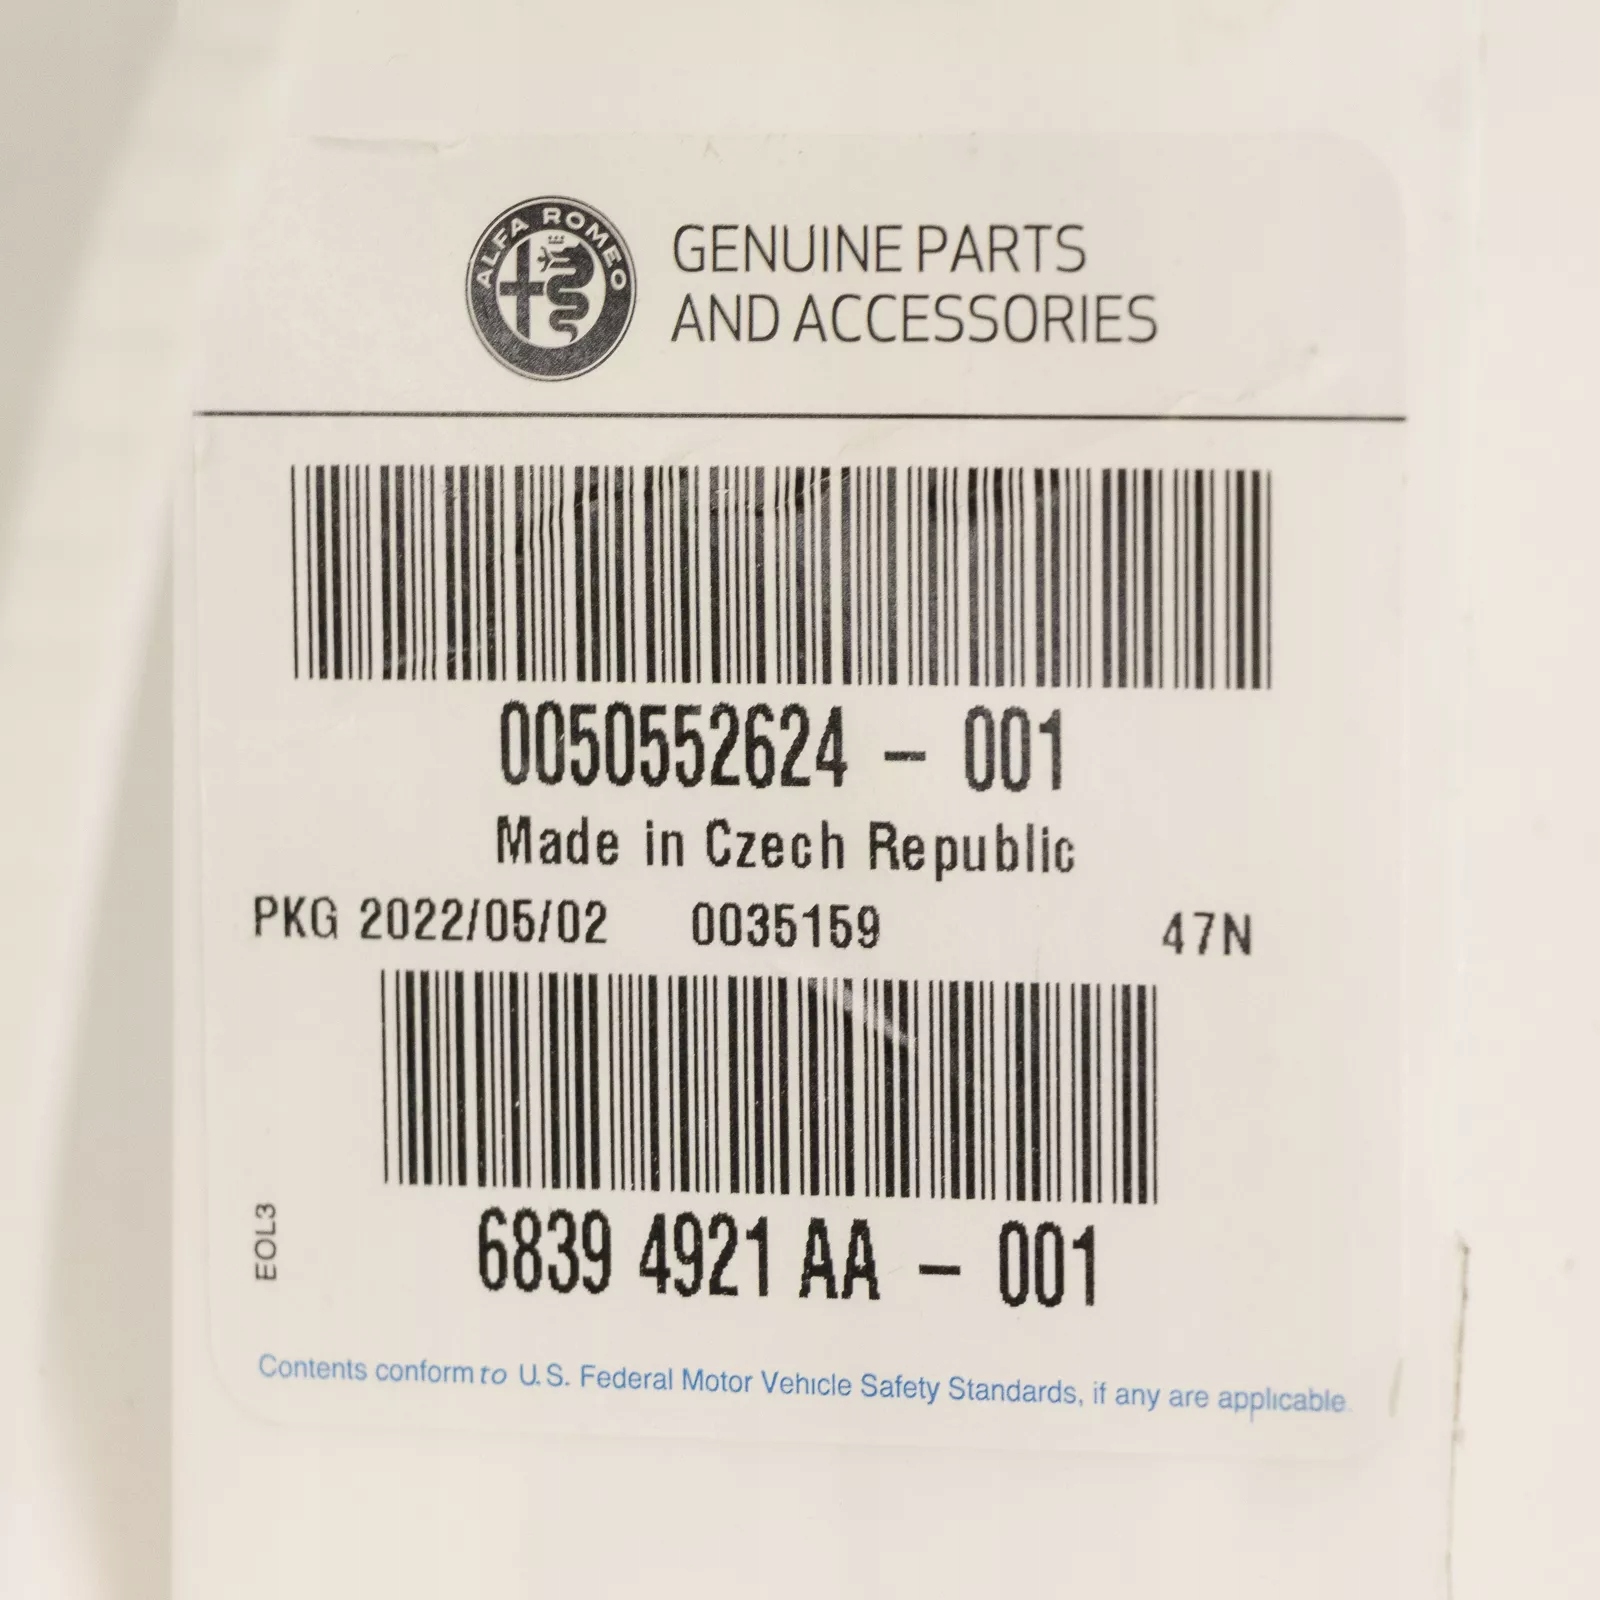 ALFA ROMEO
GENUINE PARTS
AND ACCESSORIES
0050552624 - 001
Made in Czech Republic
PKG 2022/05/02 0035159 47N
EOL3
6839 4921 AA - 001
Contents conform to U.S. Federal Motor Vehicle Safety Standards, if any are applicable.